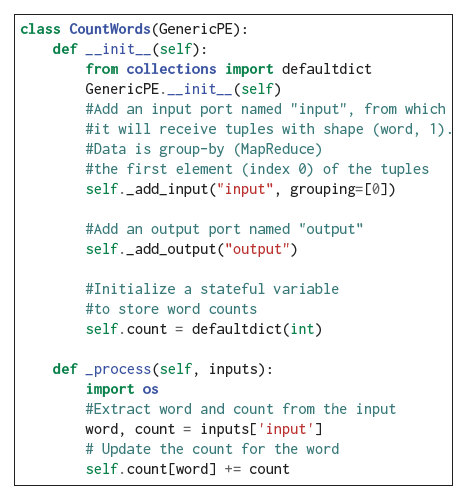 class CountWords(GenericPE):
    def __init__(self):
        from collections import defaultdict
        GenericPE.__init__(self)
        #Add an input port named "input", from which
        #it will receive tuples with shape (word, 1).
        #Data is group-by (MapReduce)
        #the first element (index 0) of the tuples
        self._add_input("input", grouping=[0])

        #Add an output port named "output"
        self._add_output("output")

        #Initialize a stateful variable
        #to store word counts
        self.count = defaultdict(int)

    def _process(self, inputs):
        import os
        #Extract word and count from the input
        word, count = inputs['input']
        # Update the count for the word
        self.count[word] += count